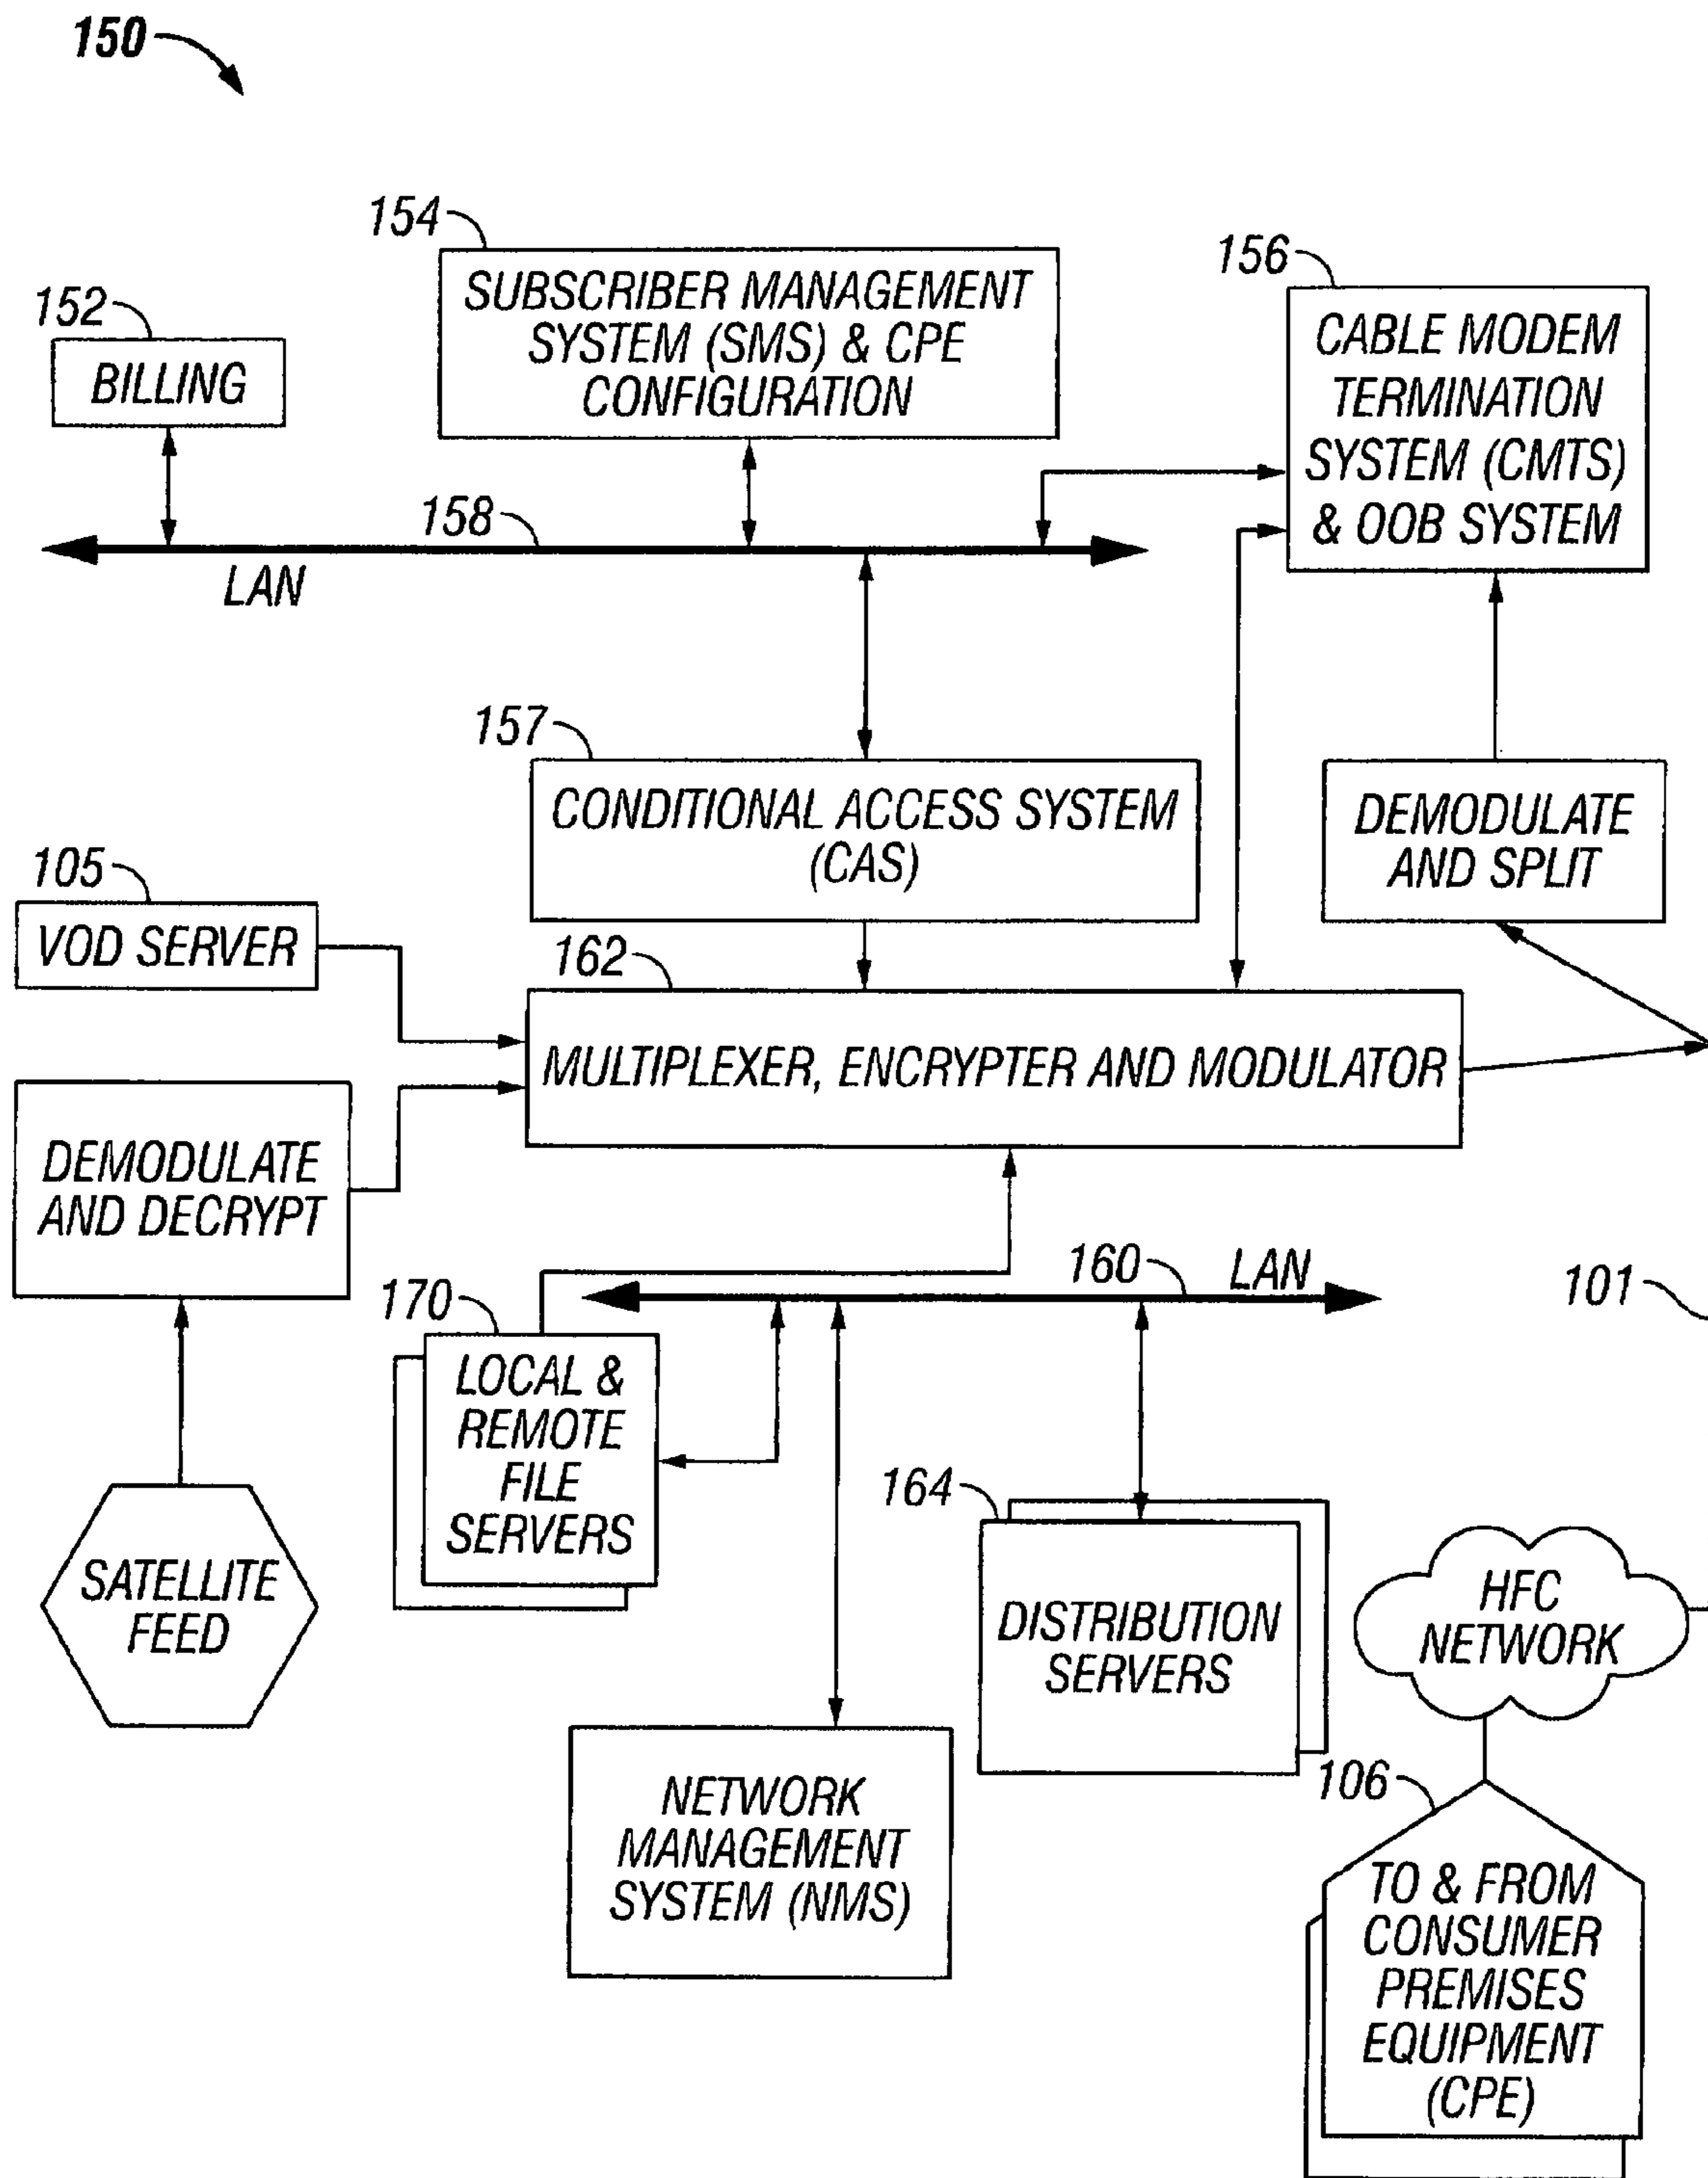 150
154
SUBSCRIBER MANAGEMENT
SYSTEM (SMS) & CPE
CONFIGURATION
156
CABLE MODEM
TERMINATION
SYSTEM (CMTS)
& OOB SYSTEM
152
BILLING
158
LAN
157
CONDITIONAL ACCESS SYSTEM
(CAS)
DEMODULATE
AND SPLIT
105
VOD SERVER
162
MULTIPLEXER, ENCRYPTER AND MODULATOR
DEMODULATE
AND DECRYPT
160
LAN
101
170
LOCAL &
REMOTE
FILE
SERVERS
164
DISTRIBUTION
SERVERS
SATELLITE
FEED
HFC
NETWORK
NETWORK
MANAGEMENT
SYSTEM (NMS)
106
TO & FROM
CONSUMER
PREMISES
EQUIPMENT
(CPE)